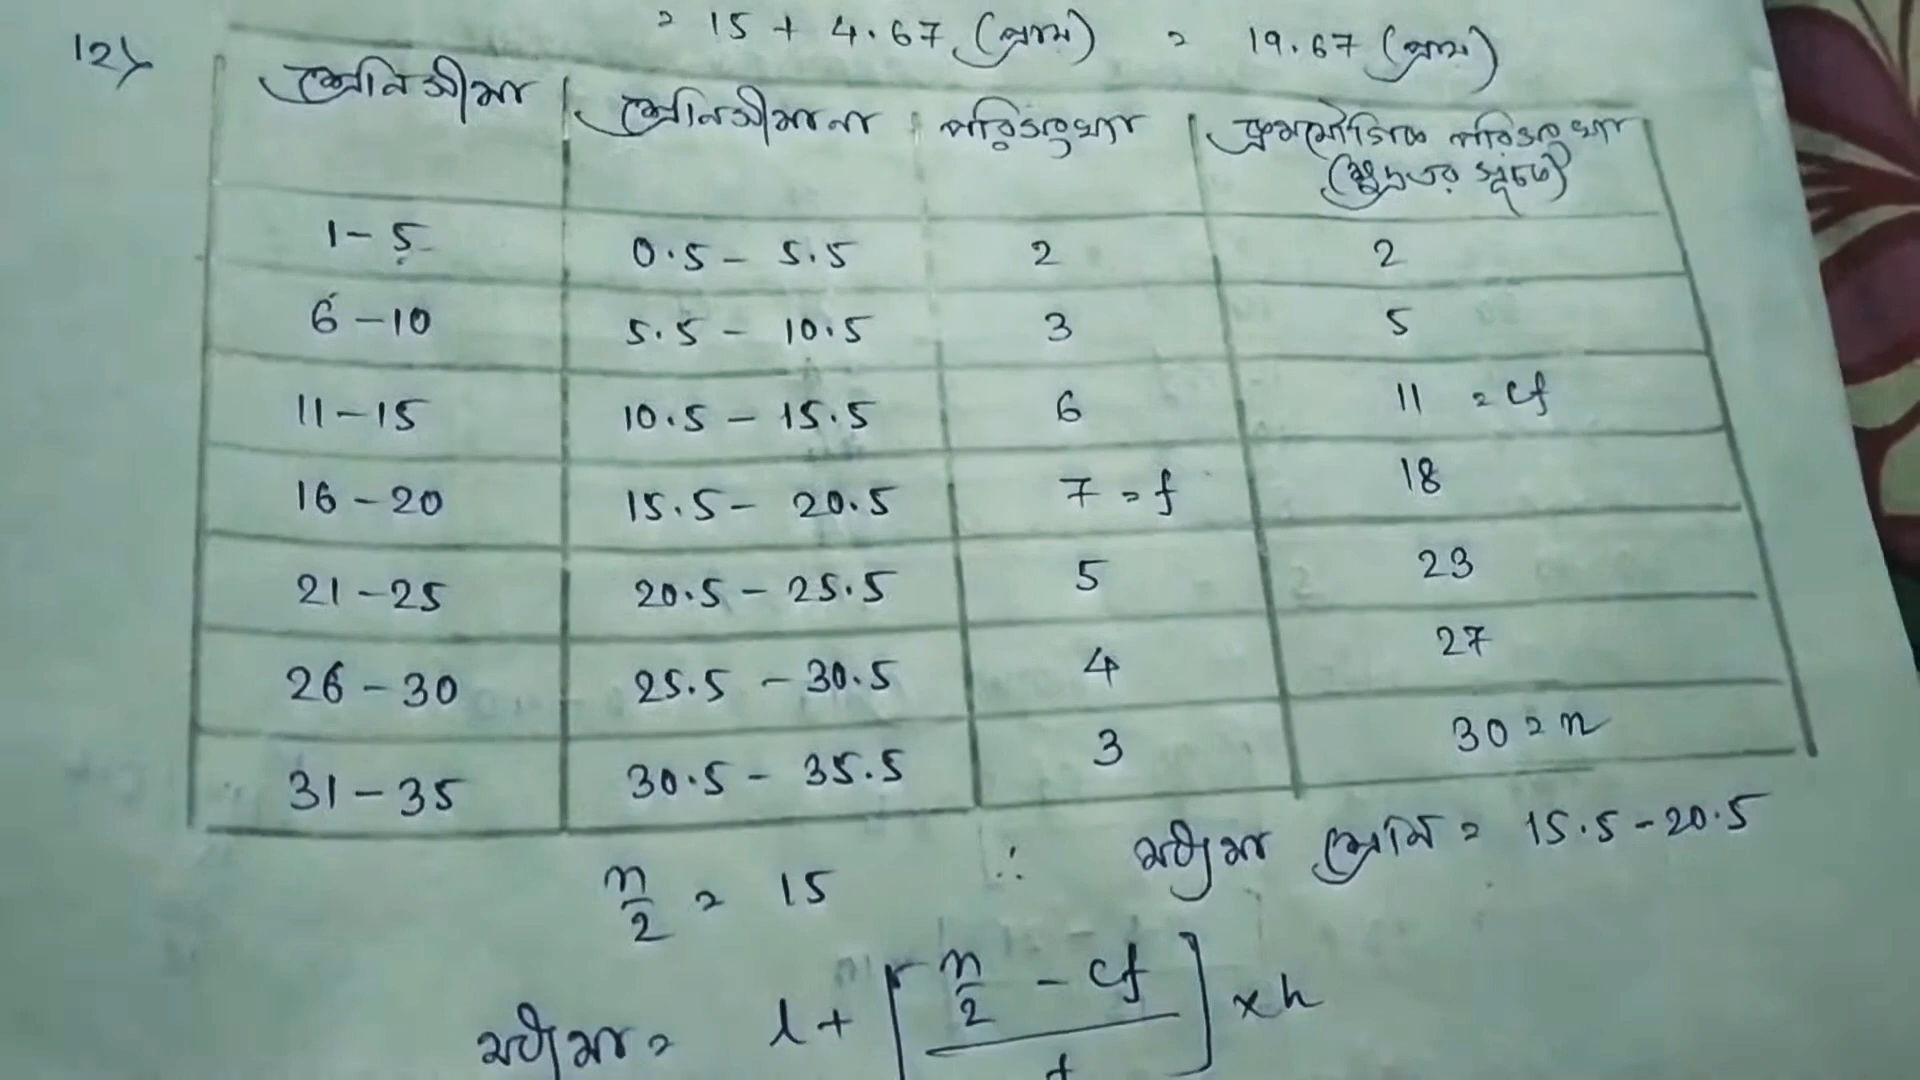 = 15 + 4.67 (প্রায়) = 19.67 (প্রায়)
12)
শ্রেণিসীমা শ্রেণিসীমানা পরিসংখ্যা ক্রমযৌগিক পরিসংখ্যা
(ক্ষুদ্রতর সূচক)
1-5 0.5 - 5.5 2 2
6-10 5.5 - 10.5 3 5
11-15 10.5 - 15.5 6 11 = cf
16-20 15.5 - 20.5 7 = f 18
21-25 20.5 - 25.5 5 23
26-30 25.5 - 30.5 4 27
31-35 30.5 - 35.5 3 30 = n
n/2 = 15 ∴ মধ্যমা শ্রেণি = 15.5-20.5
মধ্যমা = l + [(n/2 - cf)/f] × h